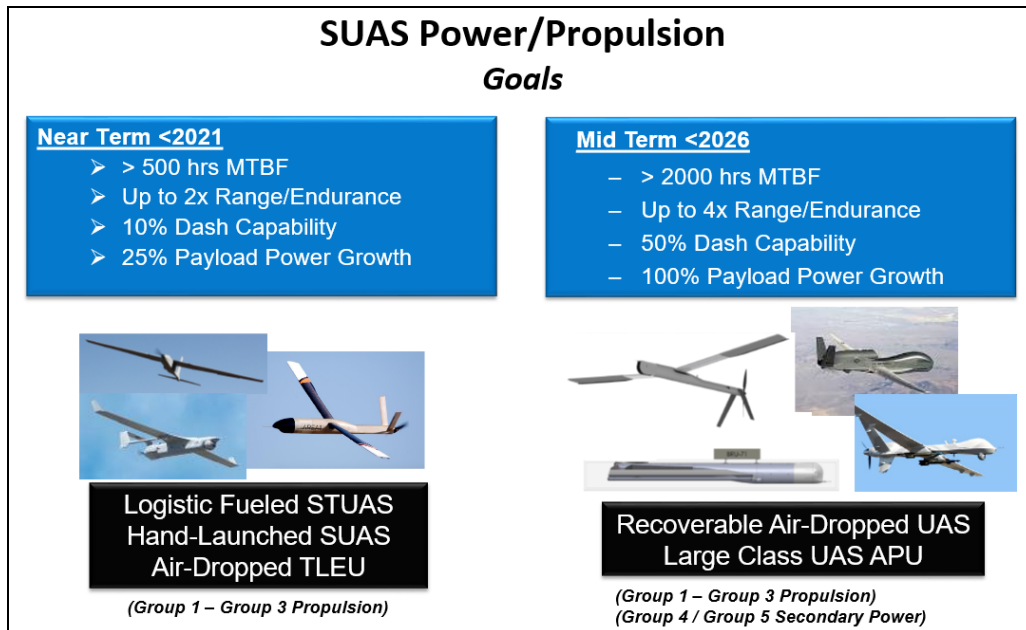 SUAS Power/Propulsion
Goals
Near Term <2021
➢ > 500 hrs MTBF
➢ Up to 2x Range/Endurance
➢ 10% Dash Capability
➢ 25% Payload Power Growth
Mid Term <2026
– > 2000 hrs MTBF
– Up to 4x Range/Endurance
– 50% Dash Capability
– 100% Payload Power Growth
Logistic Fueled STUAS
Hand-Launched SUAS
Air-Dropped TLEU
(Group 1 – Group 3 Propulsion)
Recoverable Air-Dropped UAS
Large Class UAS APU
(Group 1 – Group 3 Propulsion)
(Group 4 / Group 5 Secondary Power)